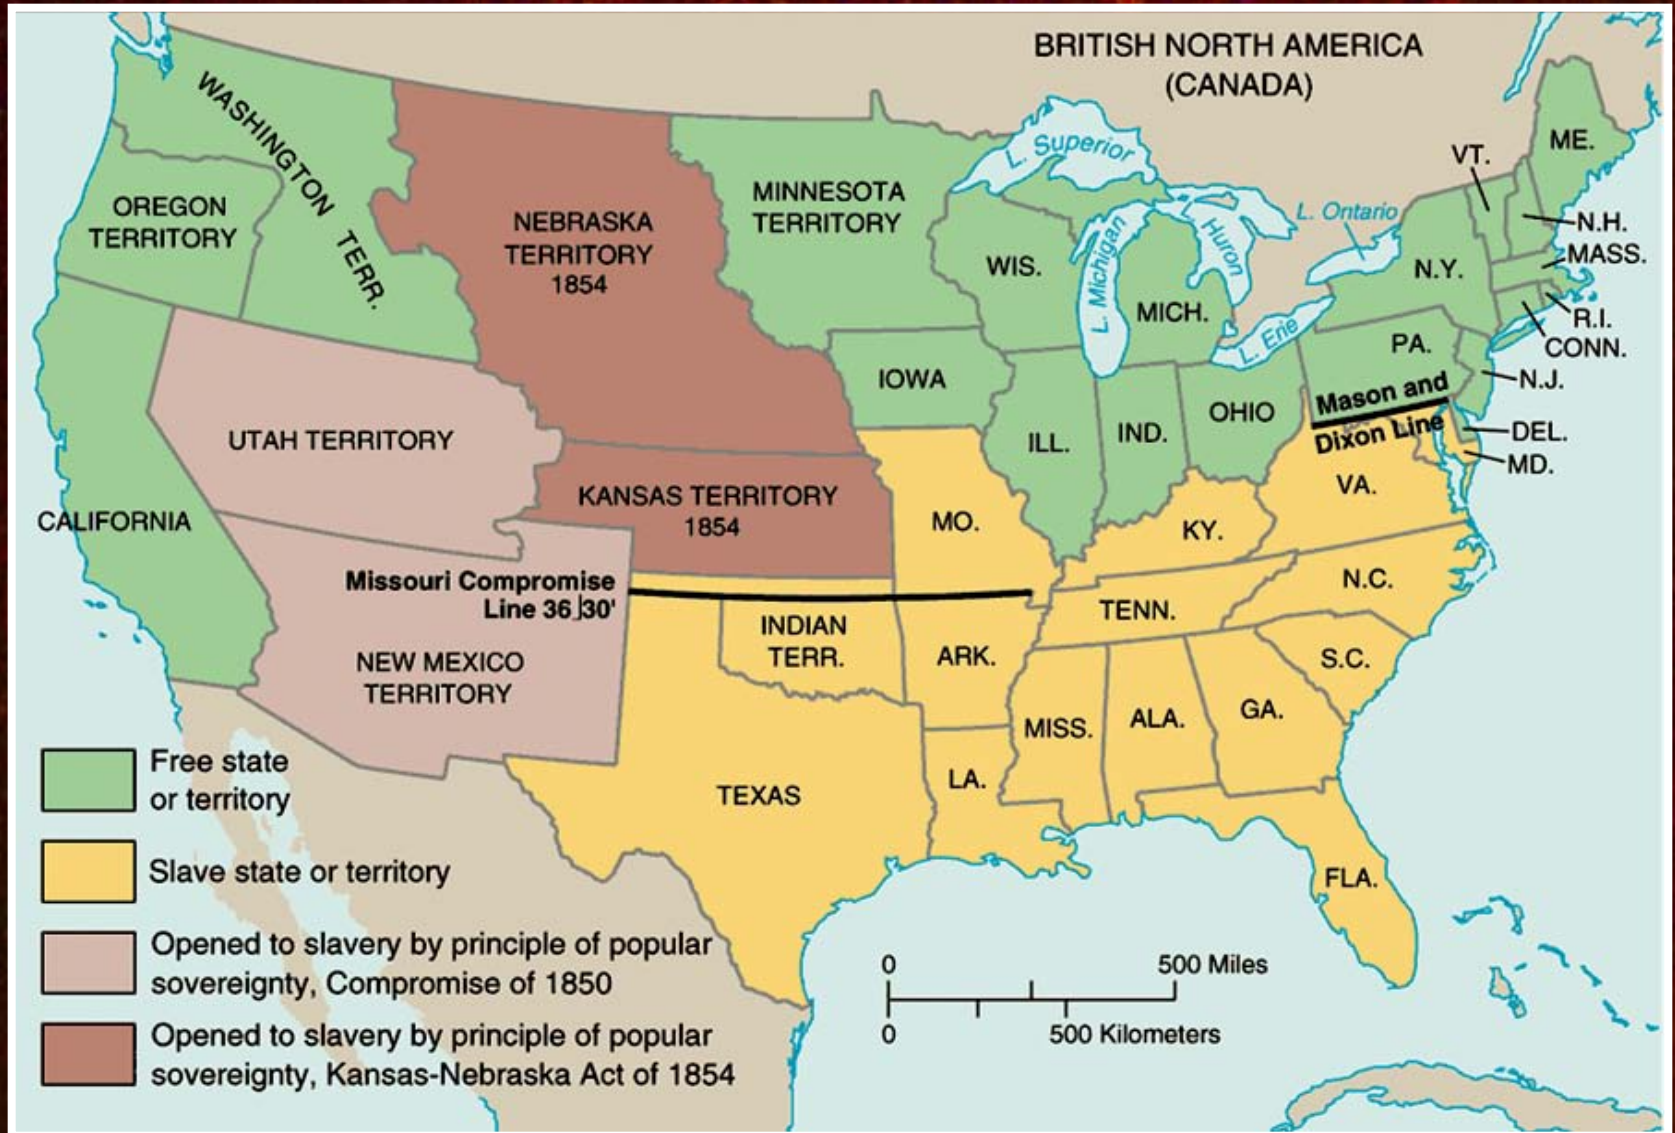 BRITISH NORTH AMERICA
(CANADA)
WASHINGTON TERR.
OREGON
TERRITORY
NEBRASKA
TERRITORY
1854
MINNESOTA
TERRITORY
L. Superior
L. Michigan
Huron
L. Ontario
L. Erie
VT.
ME.
N.H.
MASS.
N.Y.
R.I.
CONN.
WIS.
MICH.
PA.
N.J.
IOWA
Mason and
Dixon Line
OHIO
ILL.
IND.
DEL.
MD.
UTAH TERRITORY
KANSAS TERRITORY
1854
MO.
KY.
VA.
CALIFORNIA
Missouri Compromise
Line 36⌡30'
N.C.
TENN.
INDIAN
TERR.
ARK.
S.C.
NEW MEXICO
TERRITORY
MISS.
ALA.
GA.
LA.
TEXAS
FLA.
Free state
or territory
Slave state or territory
Opened to slavery by principle of popular
sovereignty, Compromise of 1850
Opened to slavery by principle of popular
sovereignty, Kansas-Nebraska Act of 1854
0 500 Miles
0 500 Kilometers